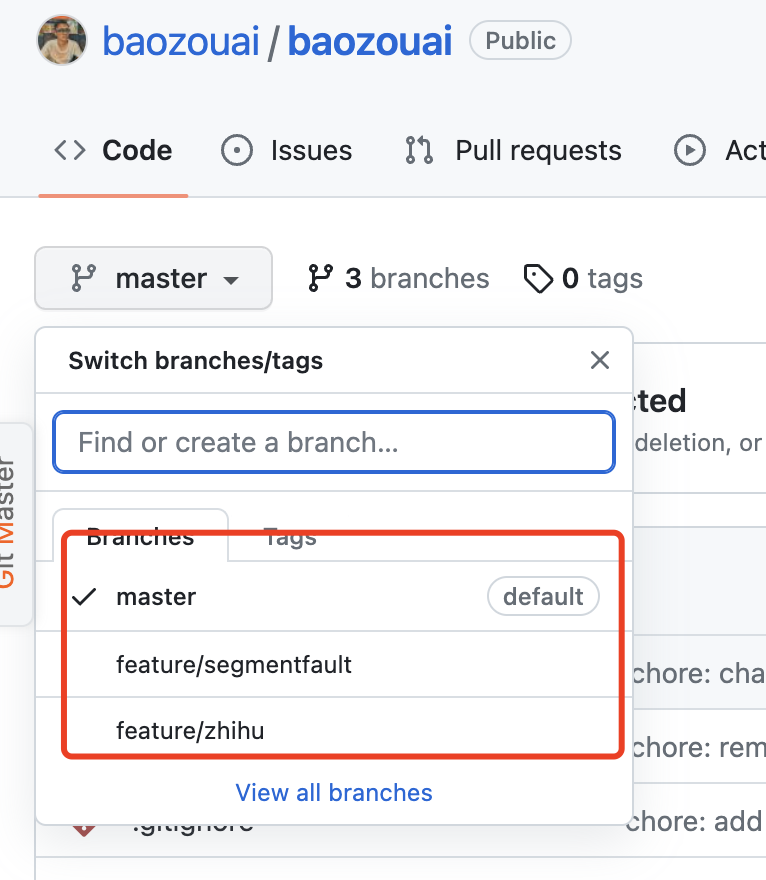 baozouai / baozouai Public
Code Issues Pull requests Act
master 3 branches 0 tags
Switch branches/tags
cted
Find or create a branch...
deletion, or
Git Master
Branches Tags
master default
feature/segmentfault
chore: cha
feature/zhihu
chore: rem
View all branches
.gitignore
chore: add